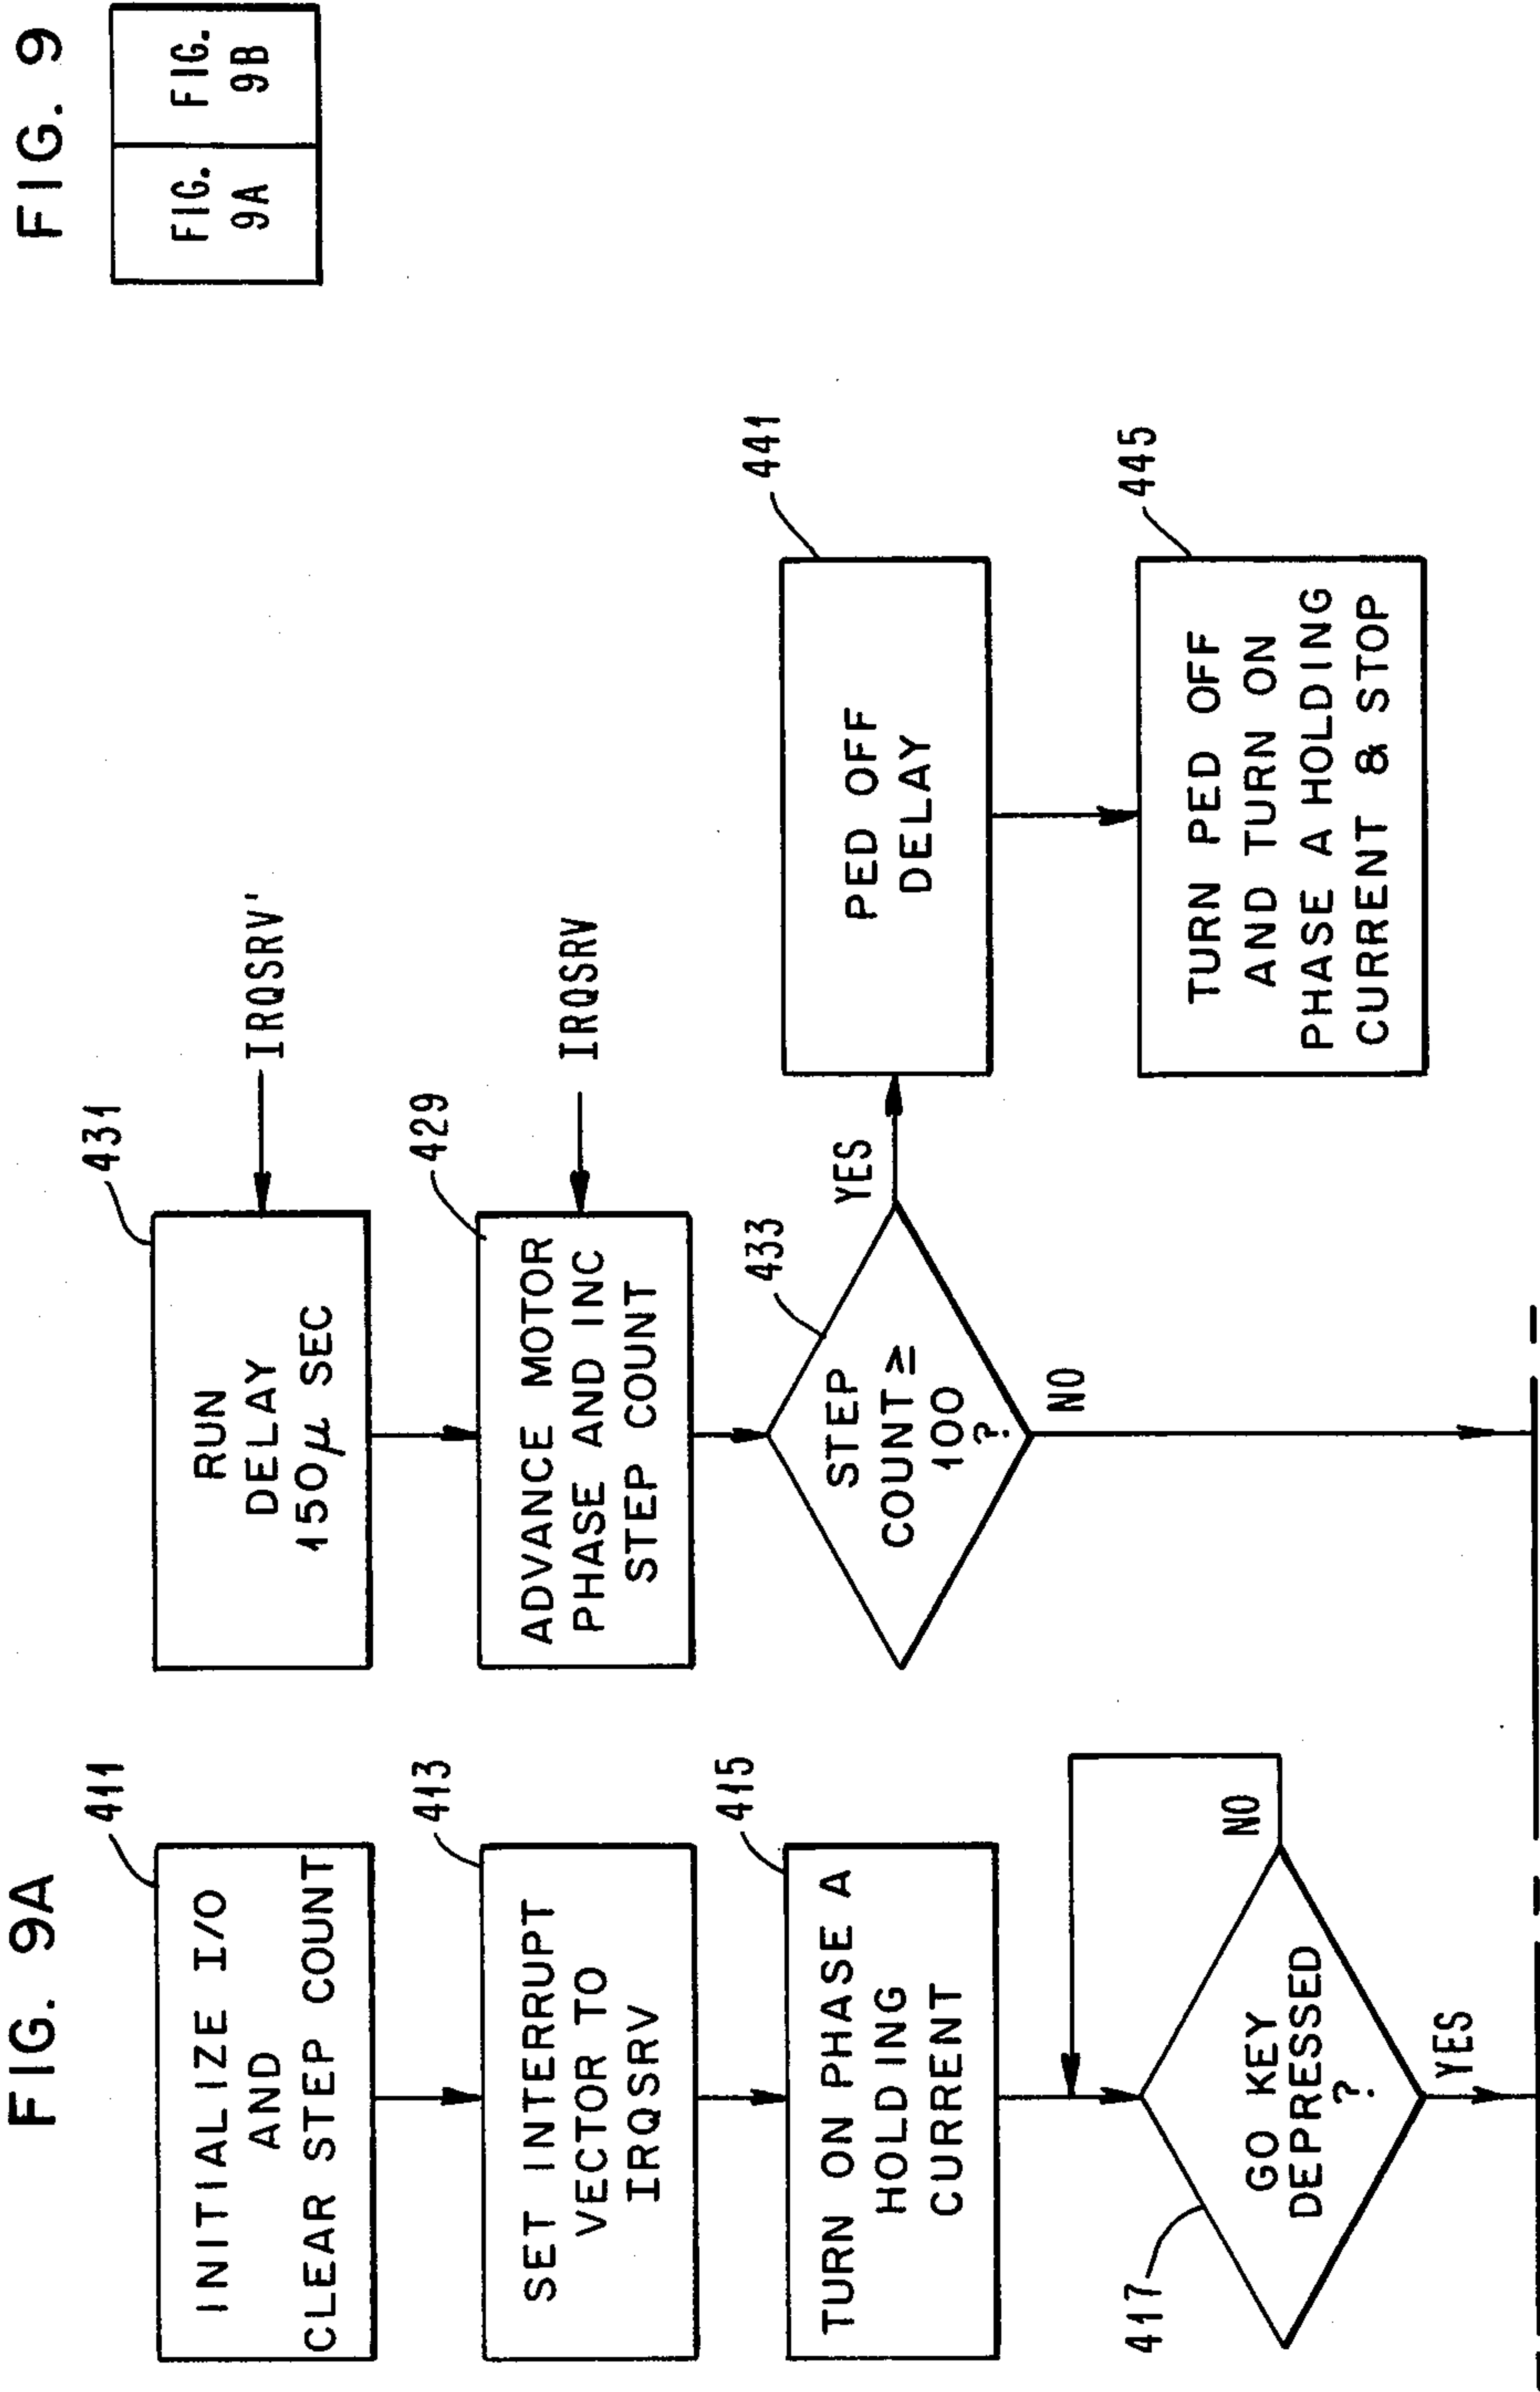 FIG. 9A
FIG. 9
FIG.
9A
FIG.
9B
411
INITIALIZE I/O
AND
CLEAR STEP COUNT
413
SET INTERRUPT
VECTOR TO
IRQSRV
415
TURN ON PHASE A
HOLDING
CURRENT
417
GO KEY
DEPRESSED
?
NO
YES
431
RUN
DELAY
150μ SEC
IRQSRV'
429
ADVANCE MOTOR
PHASE AND INC
STEP COUNT
IRQSRV
433
STEP
COUNT ≥
100
?
YES
NO
441
PED OFF
DELAY
445
TURN PED OFF
AND TURN ON
PHASE A HOLDING
CURRENT & STOP